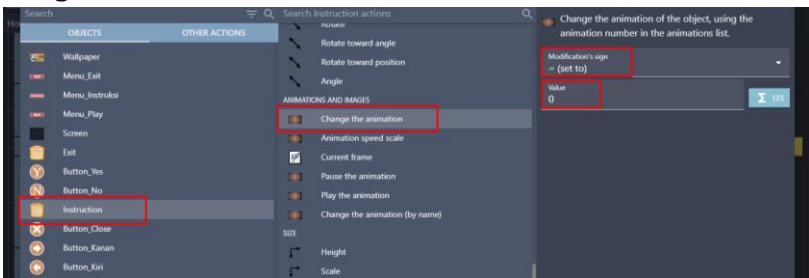 Search
OBJECTS
OTHER ACTIONS
Wallpaper
Menu_Exit
Menu_Instruksi
Menu_Play
Screen
Exit
Button_Yes
Button_No
Instruction
Button_Close
Button_Kanan
Button_Kiri
Search Instruction actions
Rotate
Rotate toward angle
Rotate toward position
Angle
ANIMATIONS AND IMAGES
Change the animation
Animation speed scale
Current frame
Pause the animation
Play the animation
Change the animation (by name)
SIZE
Height
Scale
Change the animation of the object, using the
animation number in the animations list.
Modification's sign
= (set to)
Value
0
Σ 123